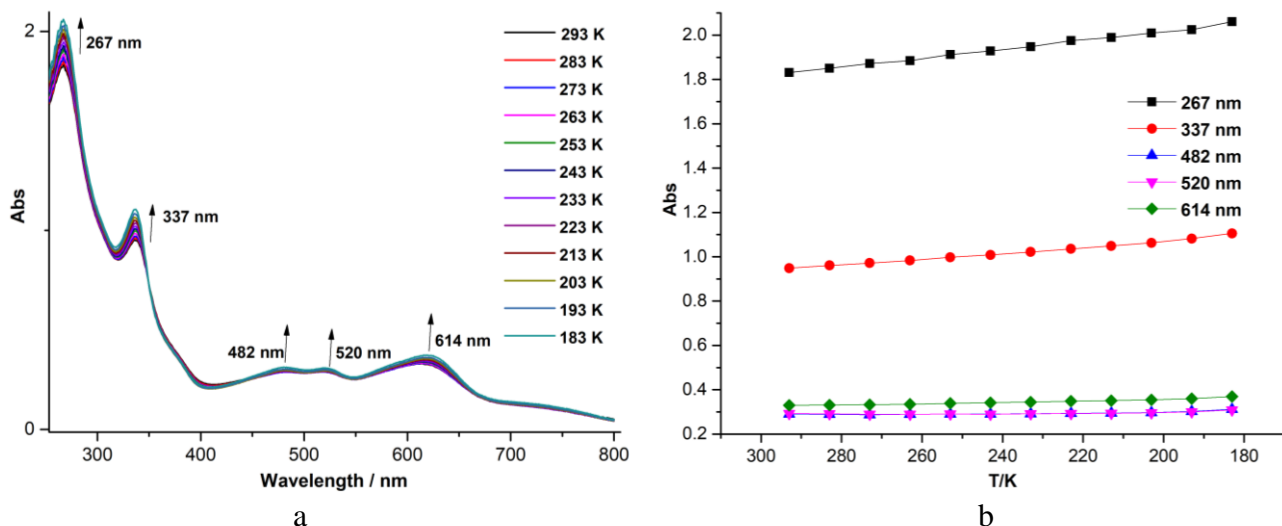 2
267 nm
293 K
283 K
273 K
263 K
253 K
243 K
233 K
223 K
213 K
203 K
193 K
183 K
337 nm
482 nm
520 nm
614 nm
Abs
0
300 400 500 600 700 800
Wavelength / nm
a
2.0
1.8
1.6
1.4
1.2
1.0
0.8
0.6
0.4
0.2
Abs
267 nm
337 nm
482 nm
520 nm
614 nm
300 280 260 240 220 200 180
T/K
b